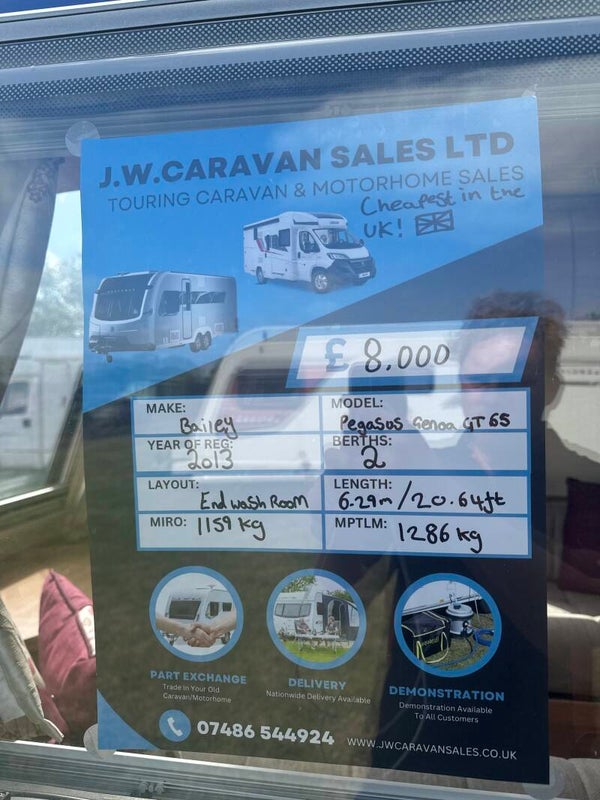 J.W.CARAVAN SALES LTD
TOURING CARAVAN & MOTORHOME SALES
Cheapest in the
UK!
£ 8.000
MAKE: Bailey
MODEL: Pegasus Genoa GT65
YEAR OF REG: 2013
BERTHS: 2
LAYOUT: End wash Room
LENGTH: 6.29m/20.64ft
MIRO: 1159 kg
MPTLM: 1286 kg
PART EXCHANGE
Trade In Your Old
Caravan/Motorhome
DELIVERY
Nationwide Delivery Available
DEMONSTRATION
Demonstration Available
To All Customers
07486 544924
WWW.JWCARAVANSALES.CO.UK